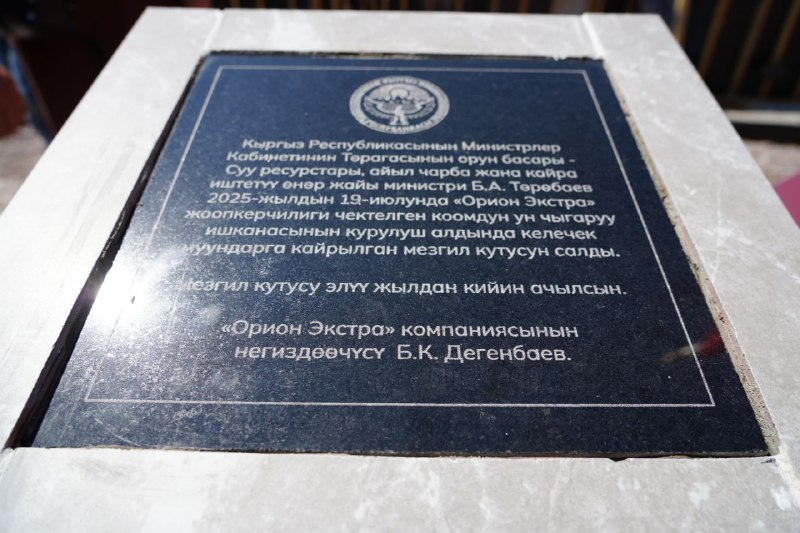 Кыргыз Республикасынын Министрлер
Кабинетинин Төрагасынын орун басары -
Суу ресурстары, айыл чарба жана кайра
иштетүү өнөр жайы министри Б.А. Төрөбаев
2025-жылдын 19-июлунда «Орион Экстра»
жоопкерчилиги чектелген коомдун ун чыгаруу
ишканасынын курулуш алдында келечек
муундарга кайрылган мезгил кутусун салды.
Мезгил кутусу элүү жылдан кийин ачылсын.
«Орион Экстра» компаниясынын
негиздөөчүсү Б.К. Дегенбаев.